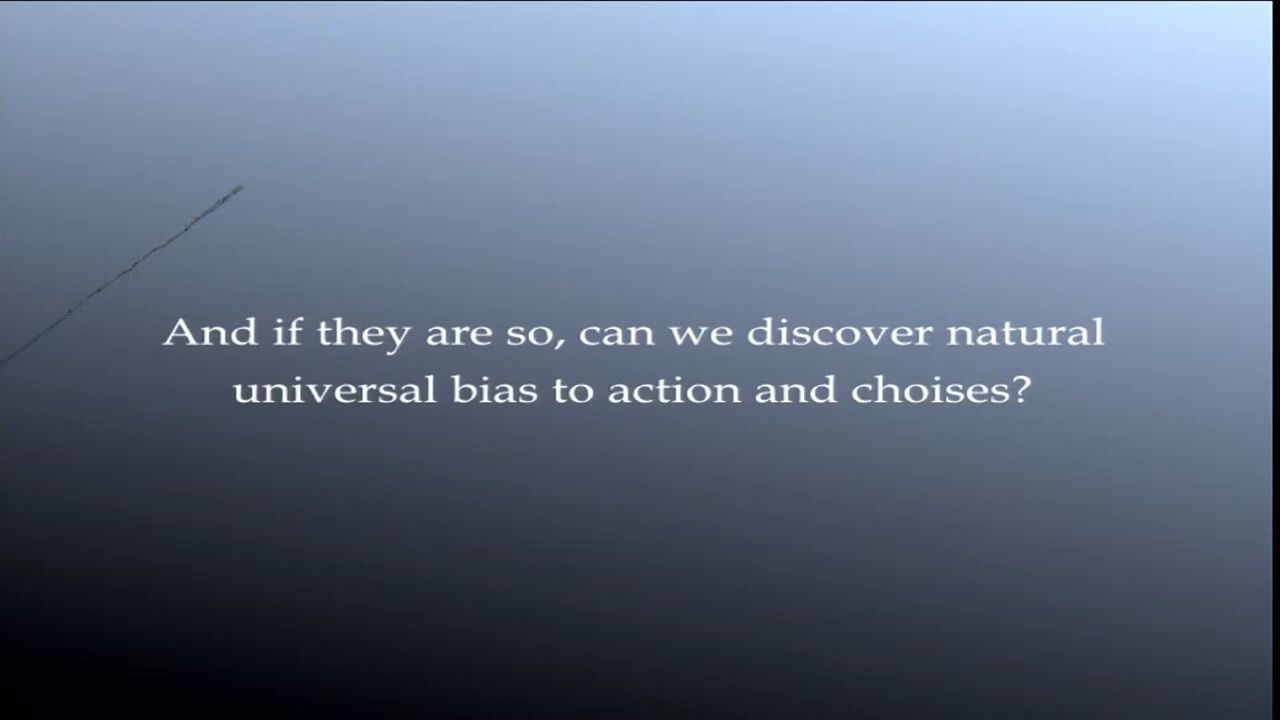 And if they are so, can we discover natural
universal bias to action and choises?